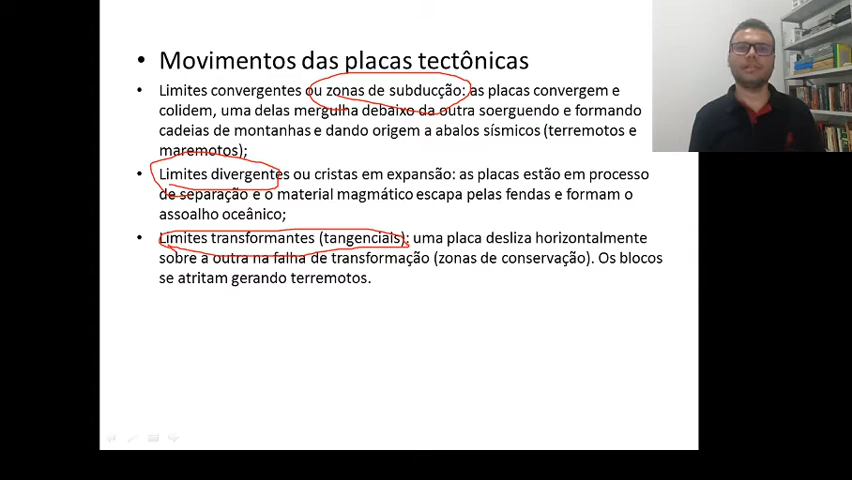 Movimentos das placas tectônicas
Limites convergentes ou zonas de subducção: as placas convergem e
colidem, uma delas mergulha debaixo da outra soerguendo e formando
cadeias de montanhas e dando origem a abalos sísmicos (terremotos e
maremotos);
Limites divergentes ou cristas em expansão: as placas estão em processo
de separação e o material magmático escapa pelas fendas e formam o
assoalho oceânico;
Limites transformantes (tangenciais): uma placa desliza horizontalmente
sobre a outra na falha de transformação (zonas de conservação). Os blocos
se atritam gerando terremotos.